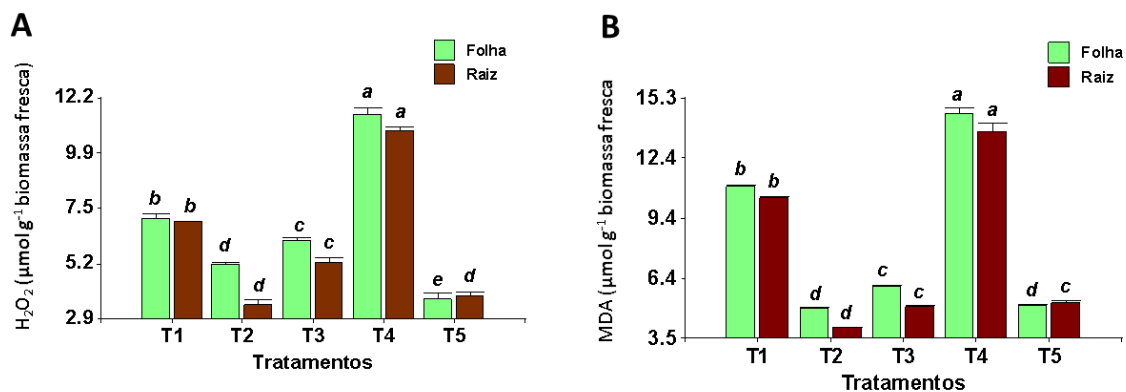 A
Folha
Raiz
H₂O₂ (µmol g⁻¹ biomassa fresca)
12.2
9.9
7.5
5.2
2.9
b b d d c c a a e d
T1 T2 T3 T4 T5
Tratamentos
B
Folha
Raiz
MDA (µmol g⁻¹ biomassa fresca)
15.3
12.4
9.4
6.4
3.5
b b d d c c a a d c
T1 T2 T3 T4 T5
Tratamentos